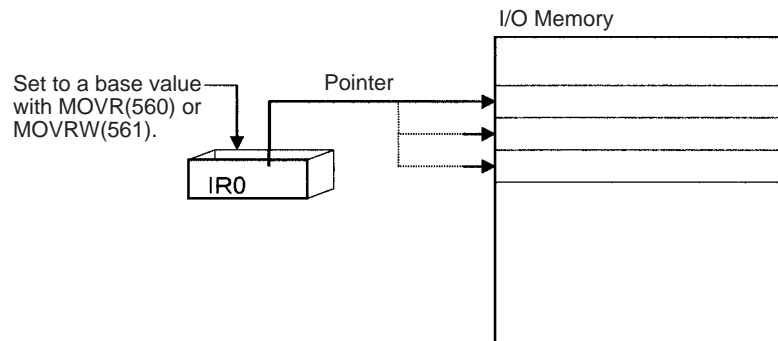 I/O Memory
Set to a base value
with MOVR(560) or
MOVRW(561).
Pointer
IR0